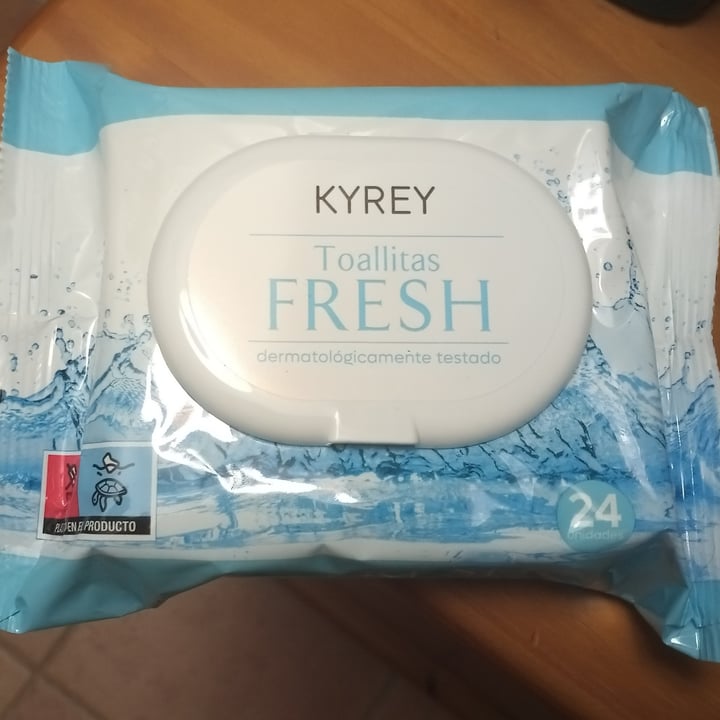 KYREY
Toallitas
FRESH
dermatológicamente testado
24
unidades
PRODUCTO